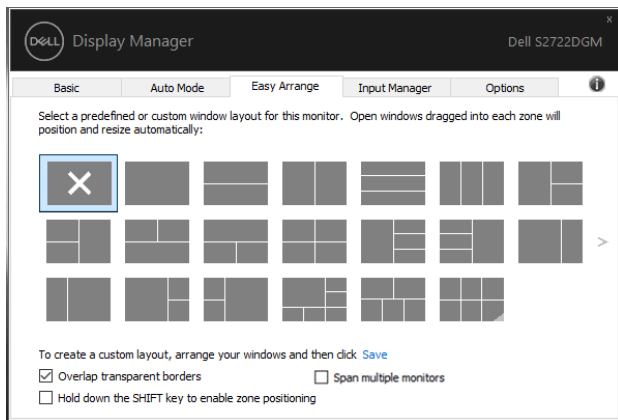 x
DELL Display Manager Dell S2722DGM
Basic Auto Mode Easy Arrange Input Manager Options i
Select a predefined or custom window layout for this monitor. Open windows dragged into each zone will
position and resize automatically:
>
To create a custom layout, arrange your windows and then click Save
Overlap transparent borders Span multiple monitors
Hold down the SHIFT key to enable zone positioning